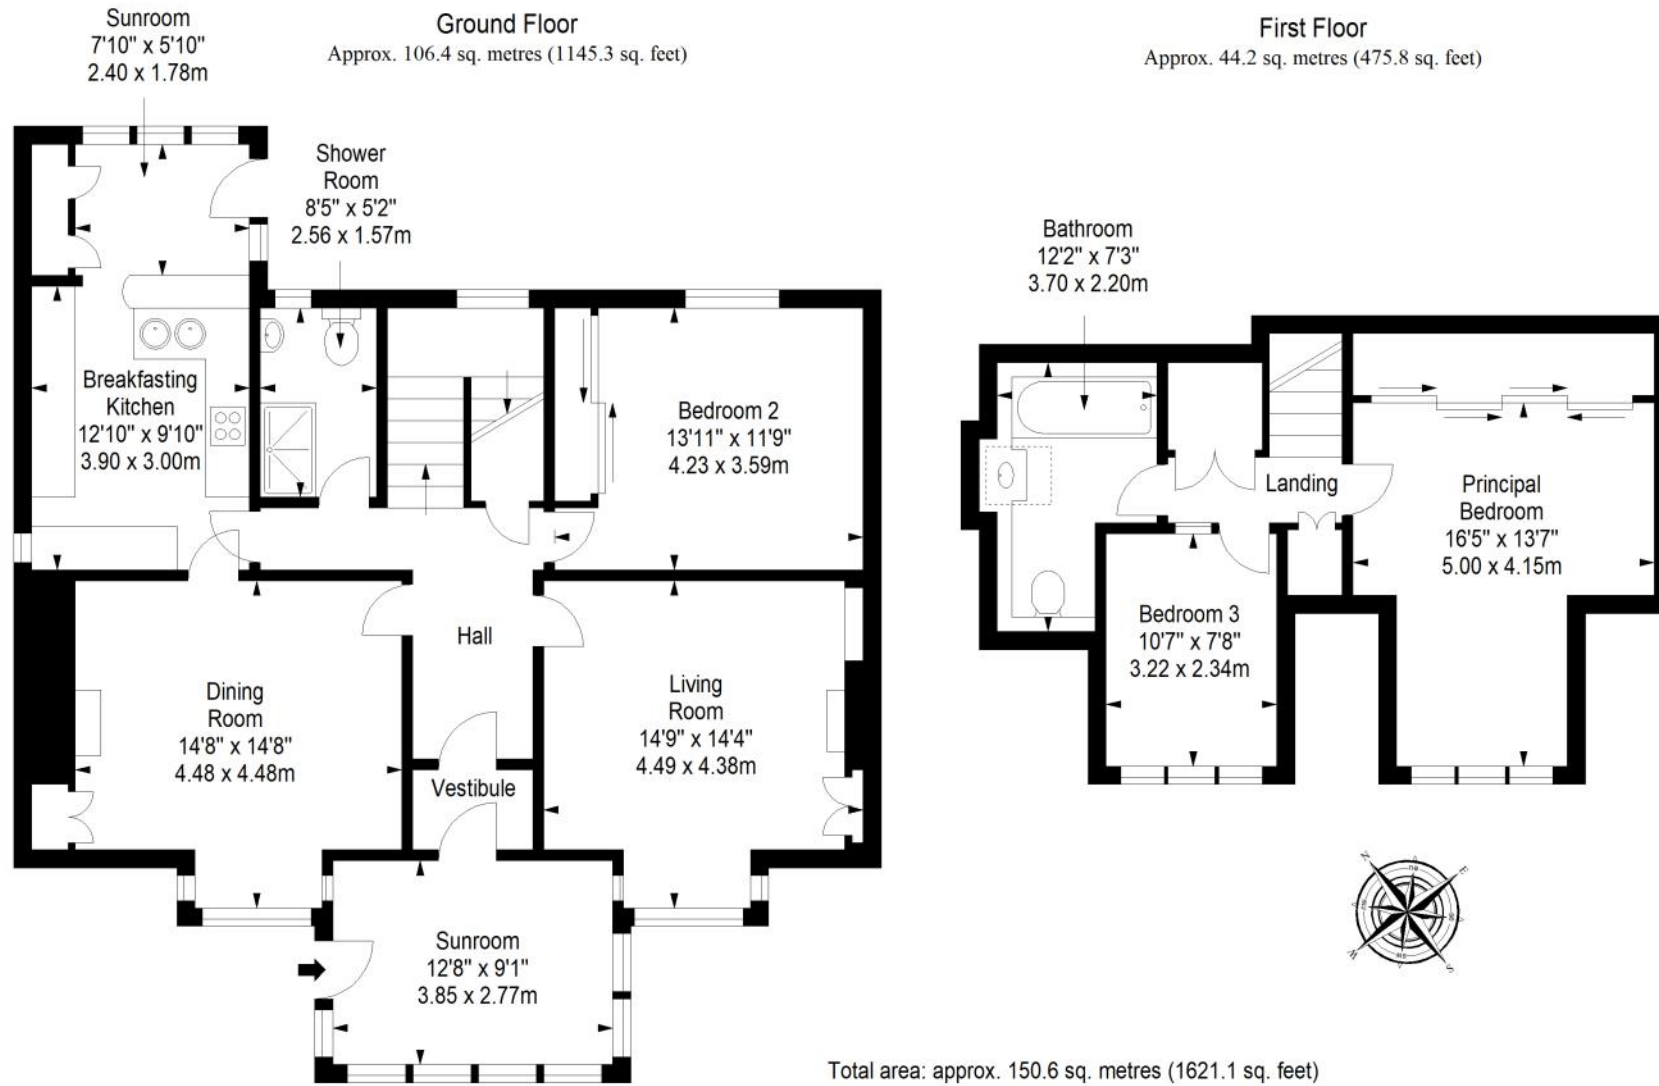 Ground Floor
Approx. 106.4 sq. metres (1145.3 sq. feet)
Sunroom
7'10" x 5'10"
2.40 x 1.78m
Shower
Room
8'5" x 5'2"
2.56 x 1.57m
Breakfasting
Kitchen
12'10" x 9'10"
3.90 x 3.00m
Bedroom 2
13'11" x 11'9"
4.23 x 3.59m
Hall
Dining
Room
14'8" x 14'8"
4.48 x 4.48m
Living
Room
14'9" x 14'4"
4.49 x 4.38m
Vestibule
Sunroom
12'8" x 9'1"
3.85 x 2.77m
First Floor
Approx. 44.2 sq. metres (475.8 sq. feet)
Bathroom
12'2" x 7'3"
3.70 x 2.20m
Landing
Principal
Bedroom
16'5" x 13'7"
5.00 x 4.15m
Bedroom 3
10'7" x 7'8"
3.22 x 2.34m
N
E
W
S
Total area: approx. 150.6 sq. metres (1621.1 sq. feet)